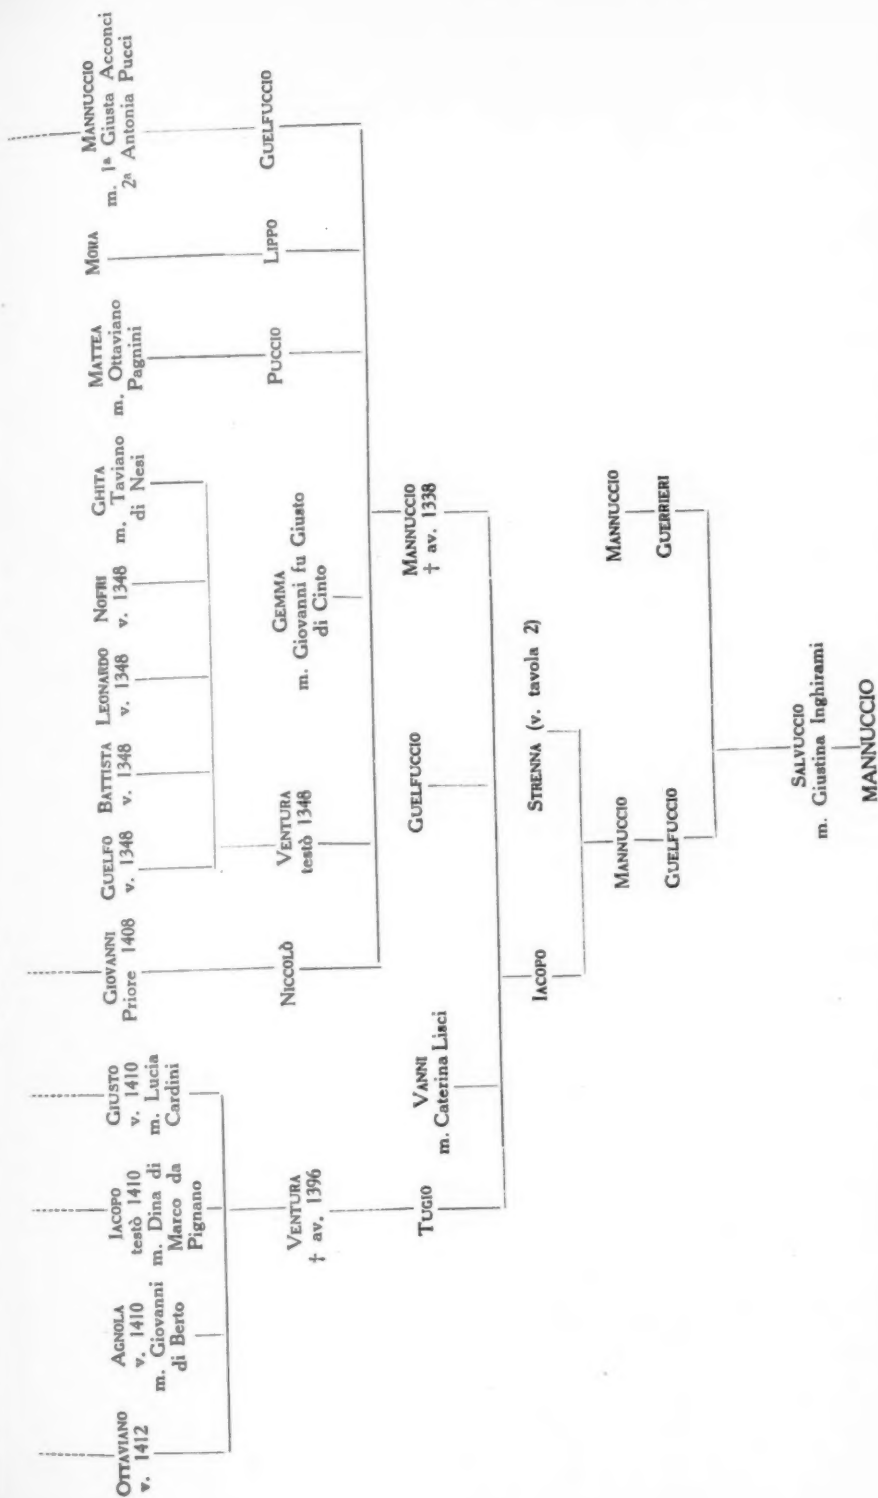 OTTAVIANO
v. 1412
AGNOLA
v. 1410
m. Giovanni
di Berto
IACOPO
testò 1410
m. Dina di
Marco da
Pignano
GIUSTO
v. 1410
m. Lucia
Cardini
GIOVANNI
Priore 1408
GUELFO
v. 1348
BATTISTA
v. 1348
LEONARDO
v. 1348
NOFRI
v. 1348
GHITA
m. Taviano
di Nesi
MATTEA
m. Ottaviano
Pagnini
MORA
MANNUCCIO
m. 1ª Giusta Acconci
2ª Antonia Pucci
VENTURA
† av. 1396
NICCOLÒ
VENTURA
testò 1348
GEMMA
m. Giovanni fu Giusto
di Cinto
PUCCIO
LIPPO
GUELFUCCIO
TUGIO
VANNI
m. Caterina Lisci
GUELFUCCIO
MANNUCCIO
† av. 1338
IACOPO
STRENNA (v. tavola 2)
MANNUCCIO
MANNUCCIO
GUELFUCCIO
GUERRIERI
SALVUCCIO
m. Giustina Inghirami
MANNUCCIO